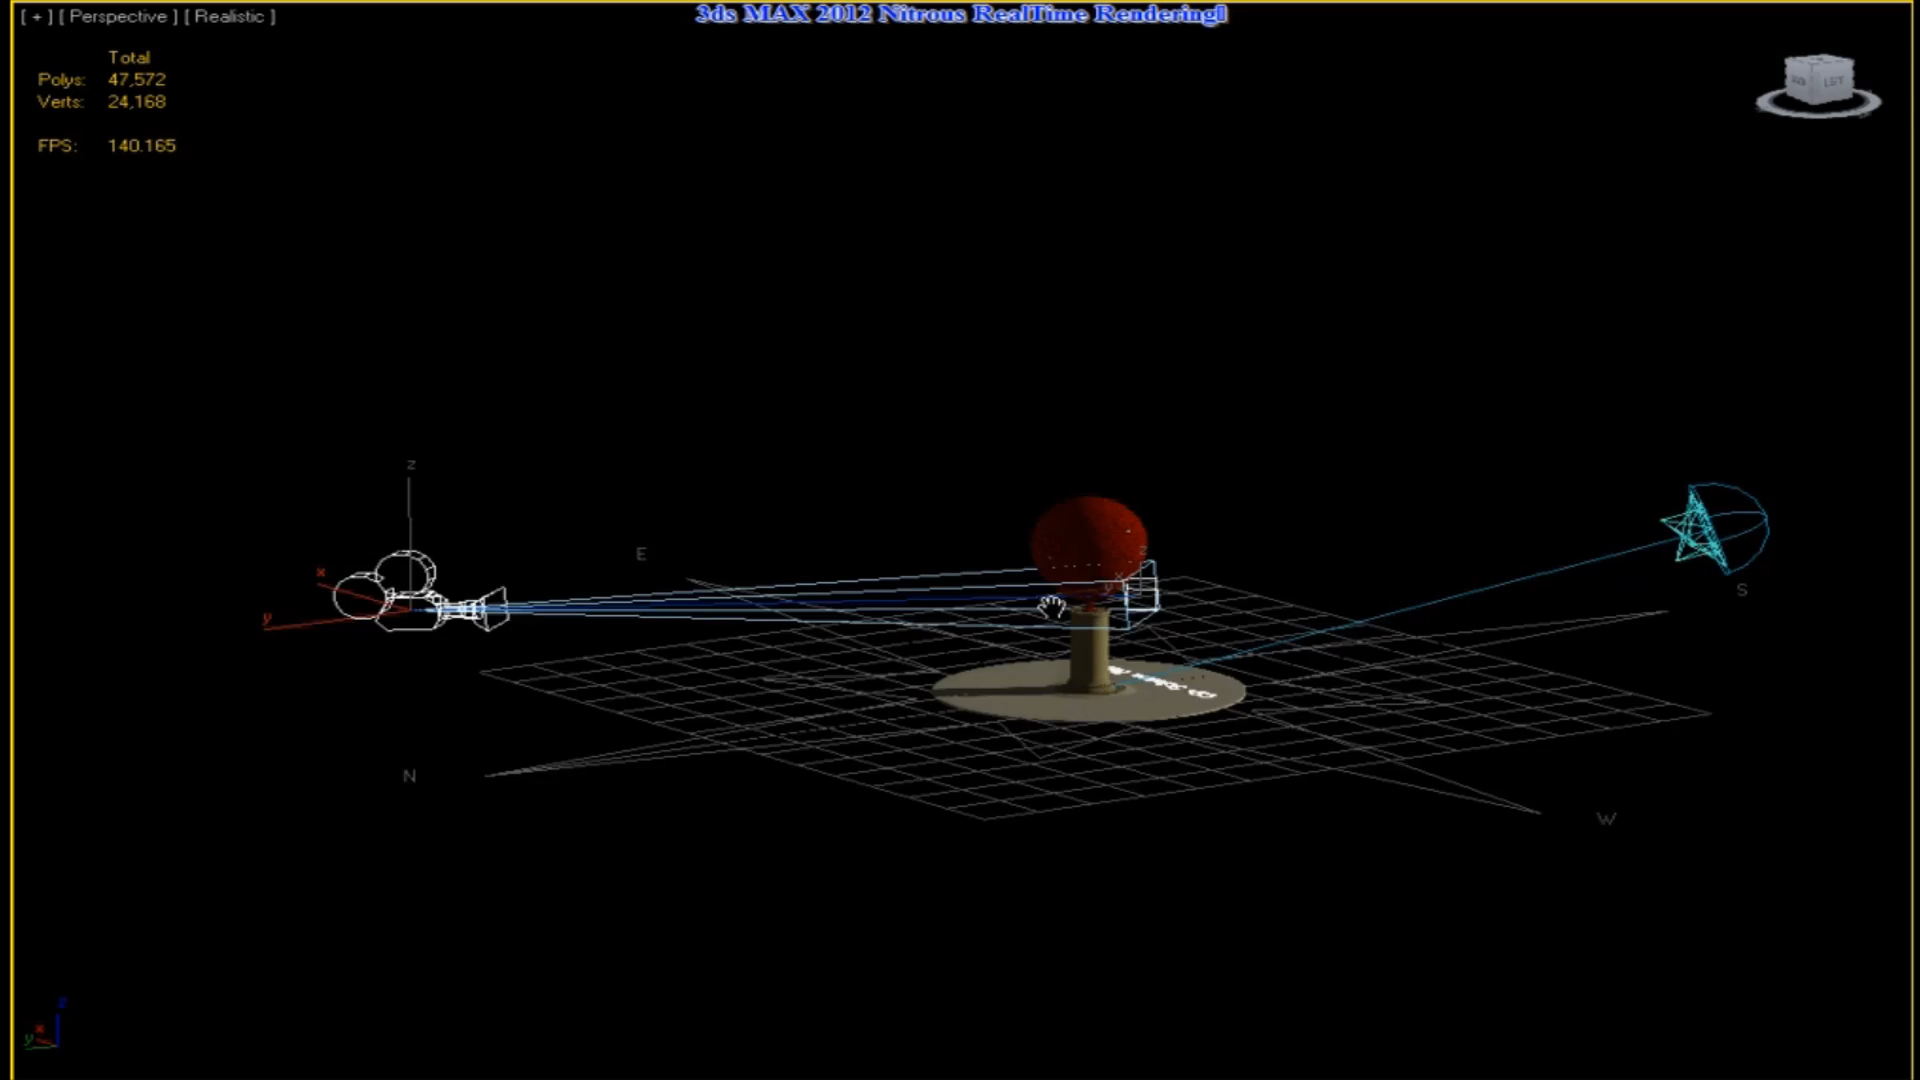 [ + ] [ Perspective ] [ Realistic ]
3ds MAX 2012 Nitrous RealTime Rendering
Total
Polys: 47,572
Verts: 24,168
FPS: 140.165
z
E
x
y
S
N
W
z
x
y